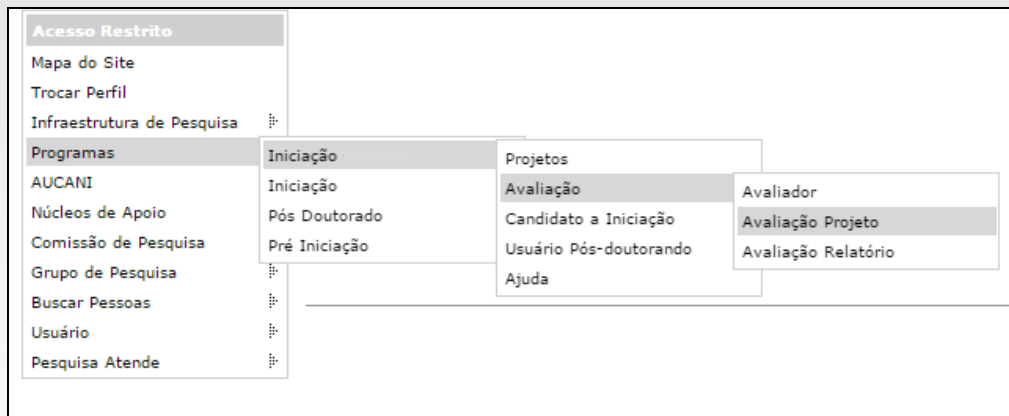 Acesso Restrito
Mapa do Site
Trocar Perfil
Infraestrutura de Pesquisa
Programas
AUCANI
Núcleos de Apoio
Comissão de Pesquisa
Grupo de Pesquisa
Buscar Pessoas
Usuário
Pesquisa Atende
Iniciação
Iniciação
Pós Doutorado
Pré Iniciação
Projetos
Avaliação
Candidato a Iniciação
Usuário Pós-doutorando
Ajuda
Avaliador
Avaliação Projeto
Avaliação Relatório